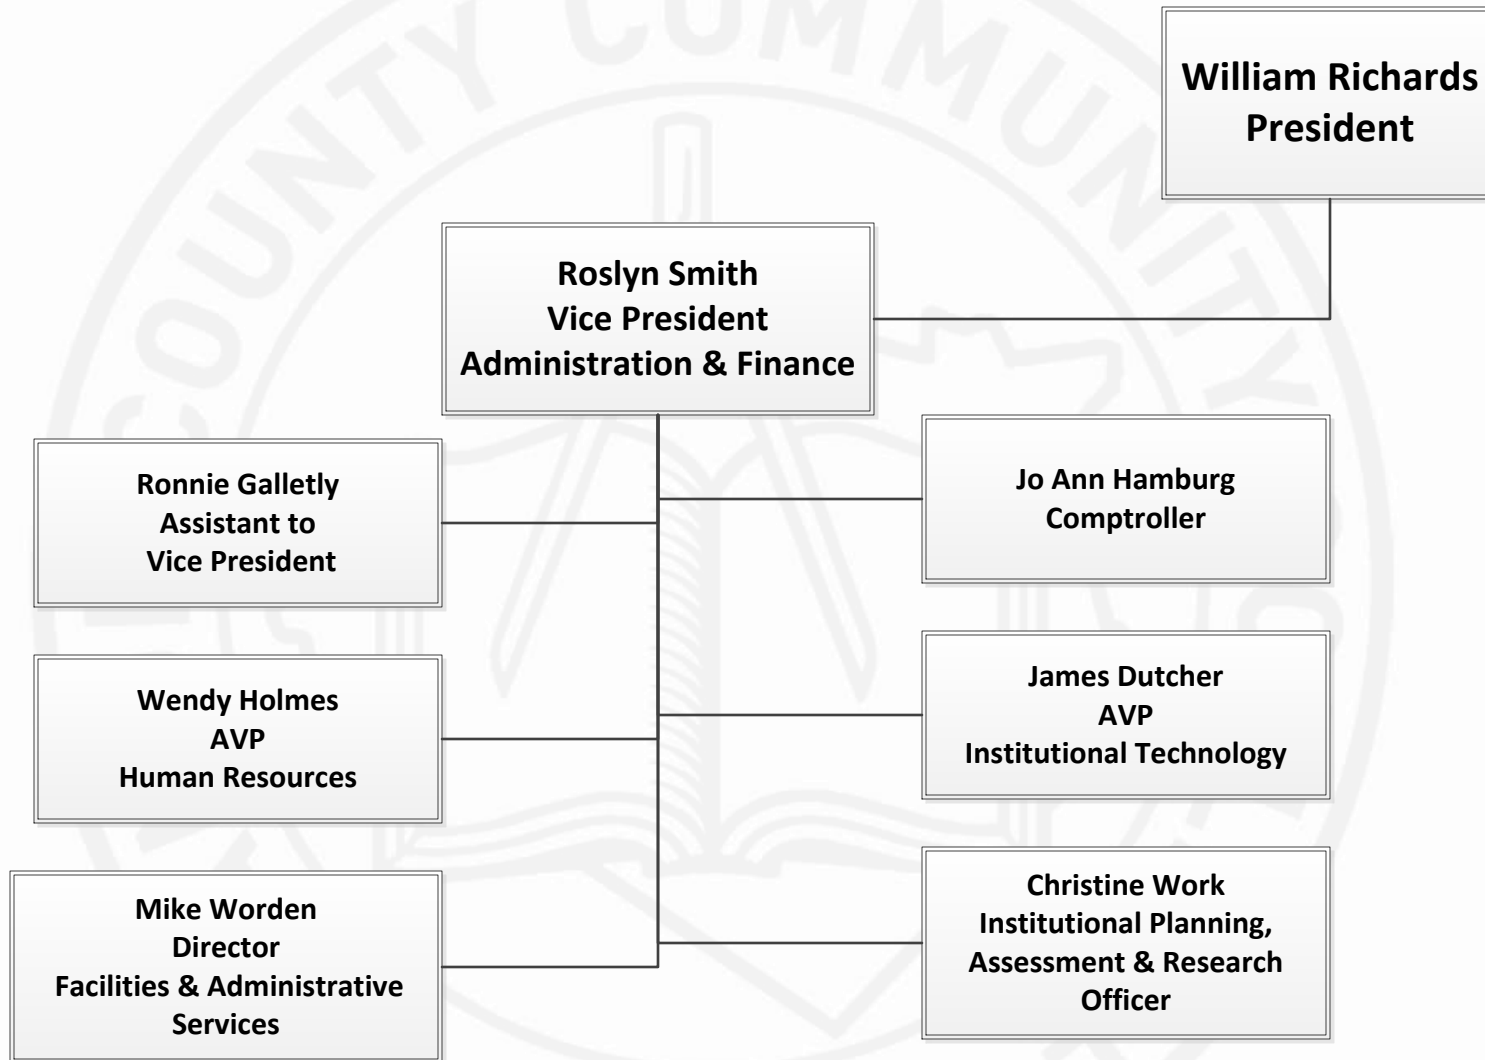 COUNTY COMMUNITY
William Richards
President
Roslyn Smith
Vice President
Administration & Finance
Ronnie Galletly
Assistant to
Vice President
Jo Ann Hamburg
Comptroller
Wendy Holmes
AVP
Human Resources
James Dutcher
AVP
Institutional Technology
Mike Worden
Director
Facilities & Administrative
Services
Christine Work
Institutional Planning,
Assessment & Research
Officer